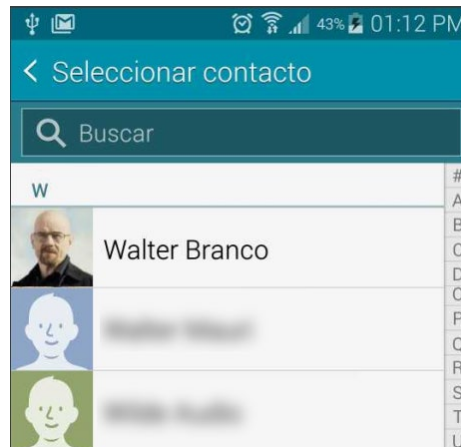 43% 01:12 PM
Seleccionar contacto
Buscar
W
Walter Branco
#
A
B
C
D
O
P
Q
R
S
T
U